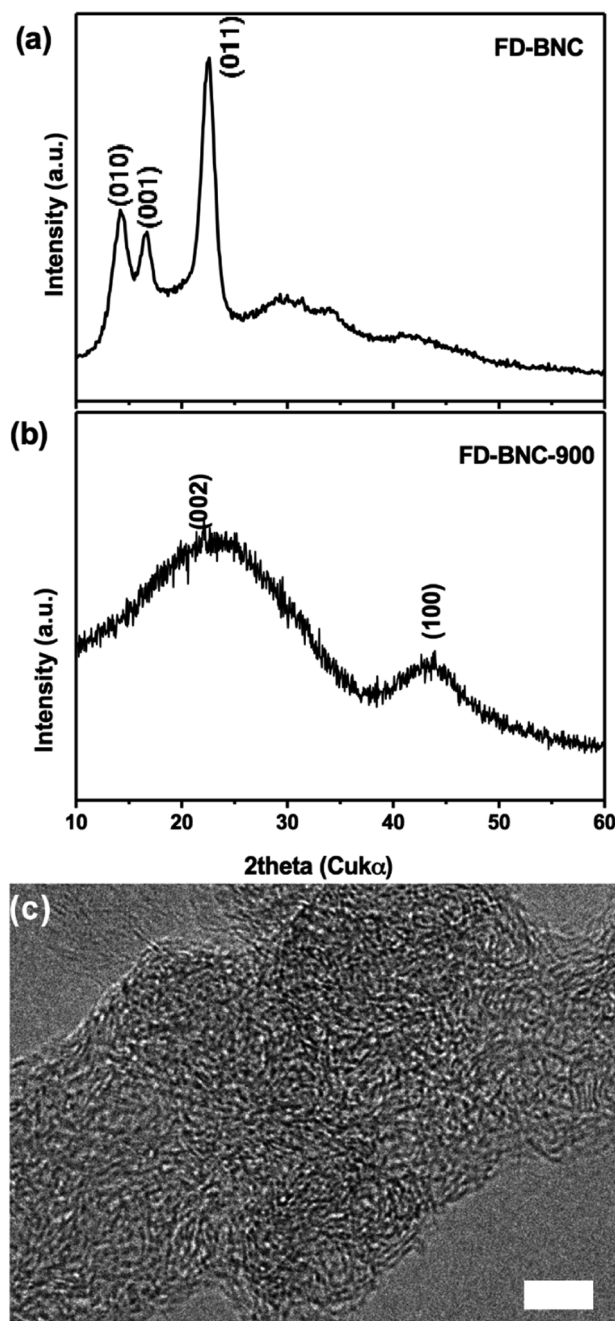 (a)
FD-BNC
(010)
(001)
(011)
Intensity (a.u.)
(b)
FD-BNC-900
(002)
(100)
Intensity (a.u.)
10 20 30 40 50 60
2theta (Cukα)
(c)